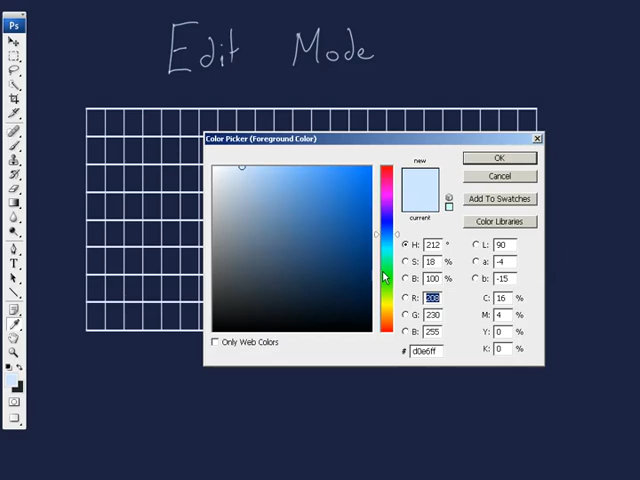 Ps
Edit Mode
Color Picker (Foreground Color)
new
current
OK
Cancel
Add To Swatches
Color Libraries
H: 212 °
S: 18 %
B: 100 %
R: 208
G: 230
B: 255
# d0e6ff
L: 90
a: -4
b: -15
C: 16 %
M: 4 %
Y: 0 %
K: 0 %
Only Web Colors